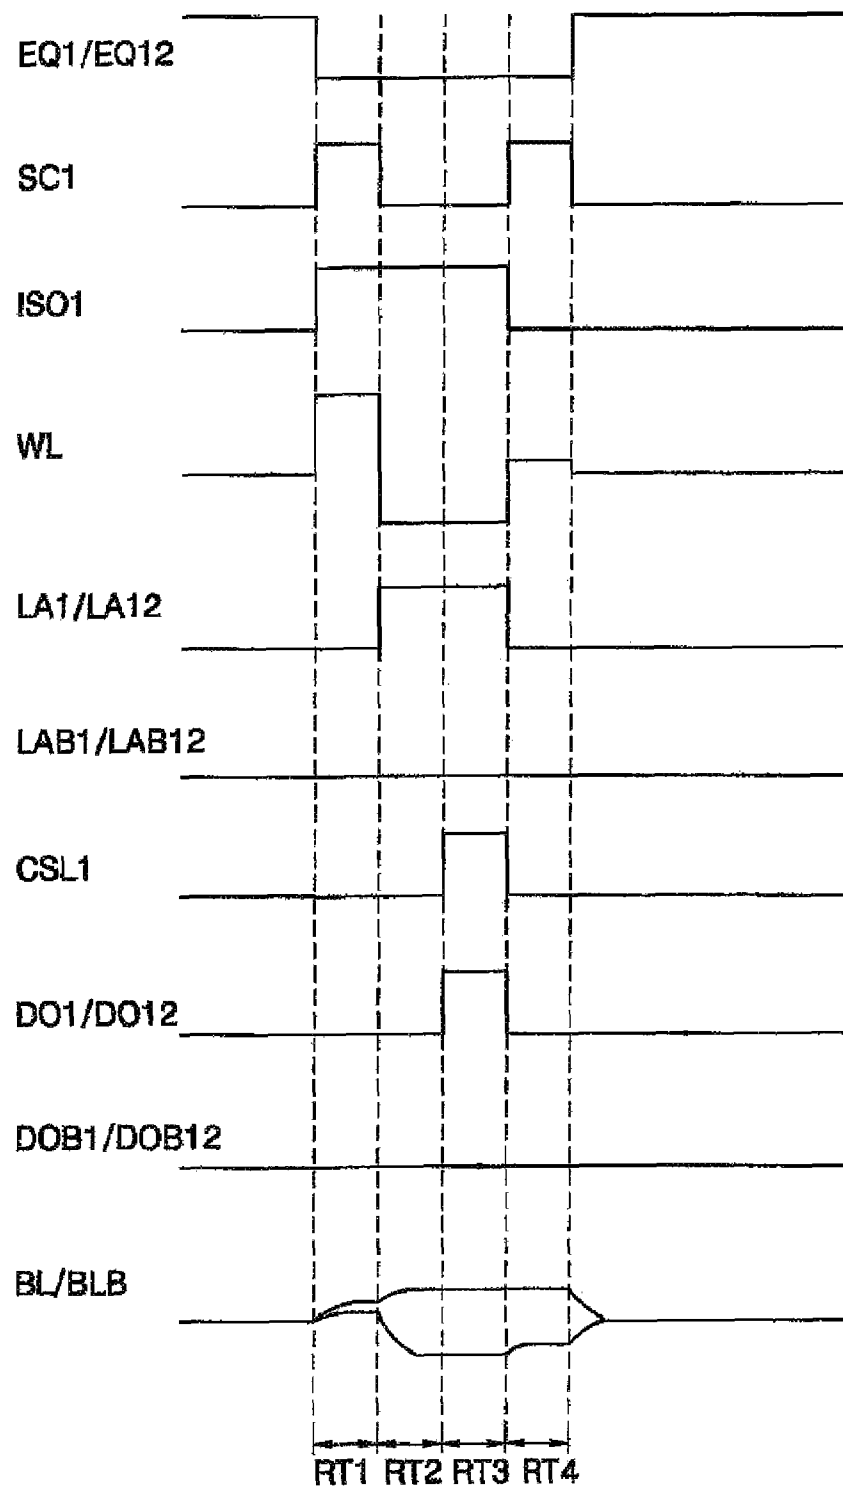 EQ1/EQ12
SC1
ISO1
WL
LA1/LA12
LAB1/LAB12
CSL1
DO1/DO12
DOB1/DOB12
BL/BLB
RT1 RT2 RT3 RT4